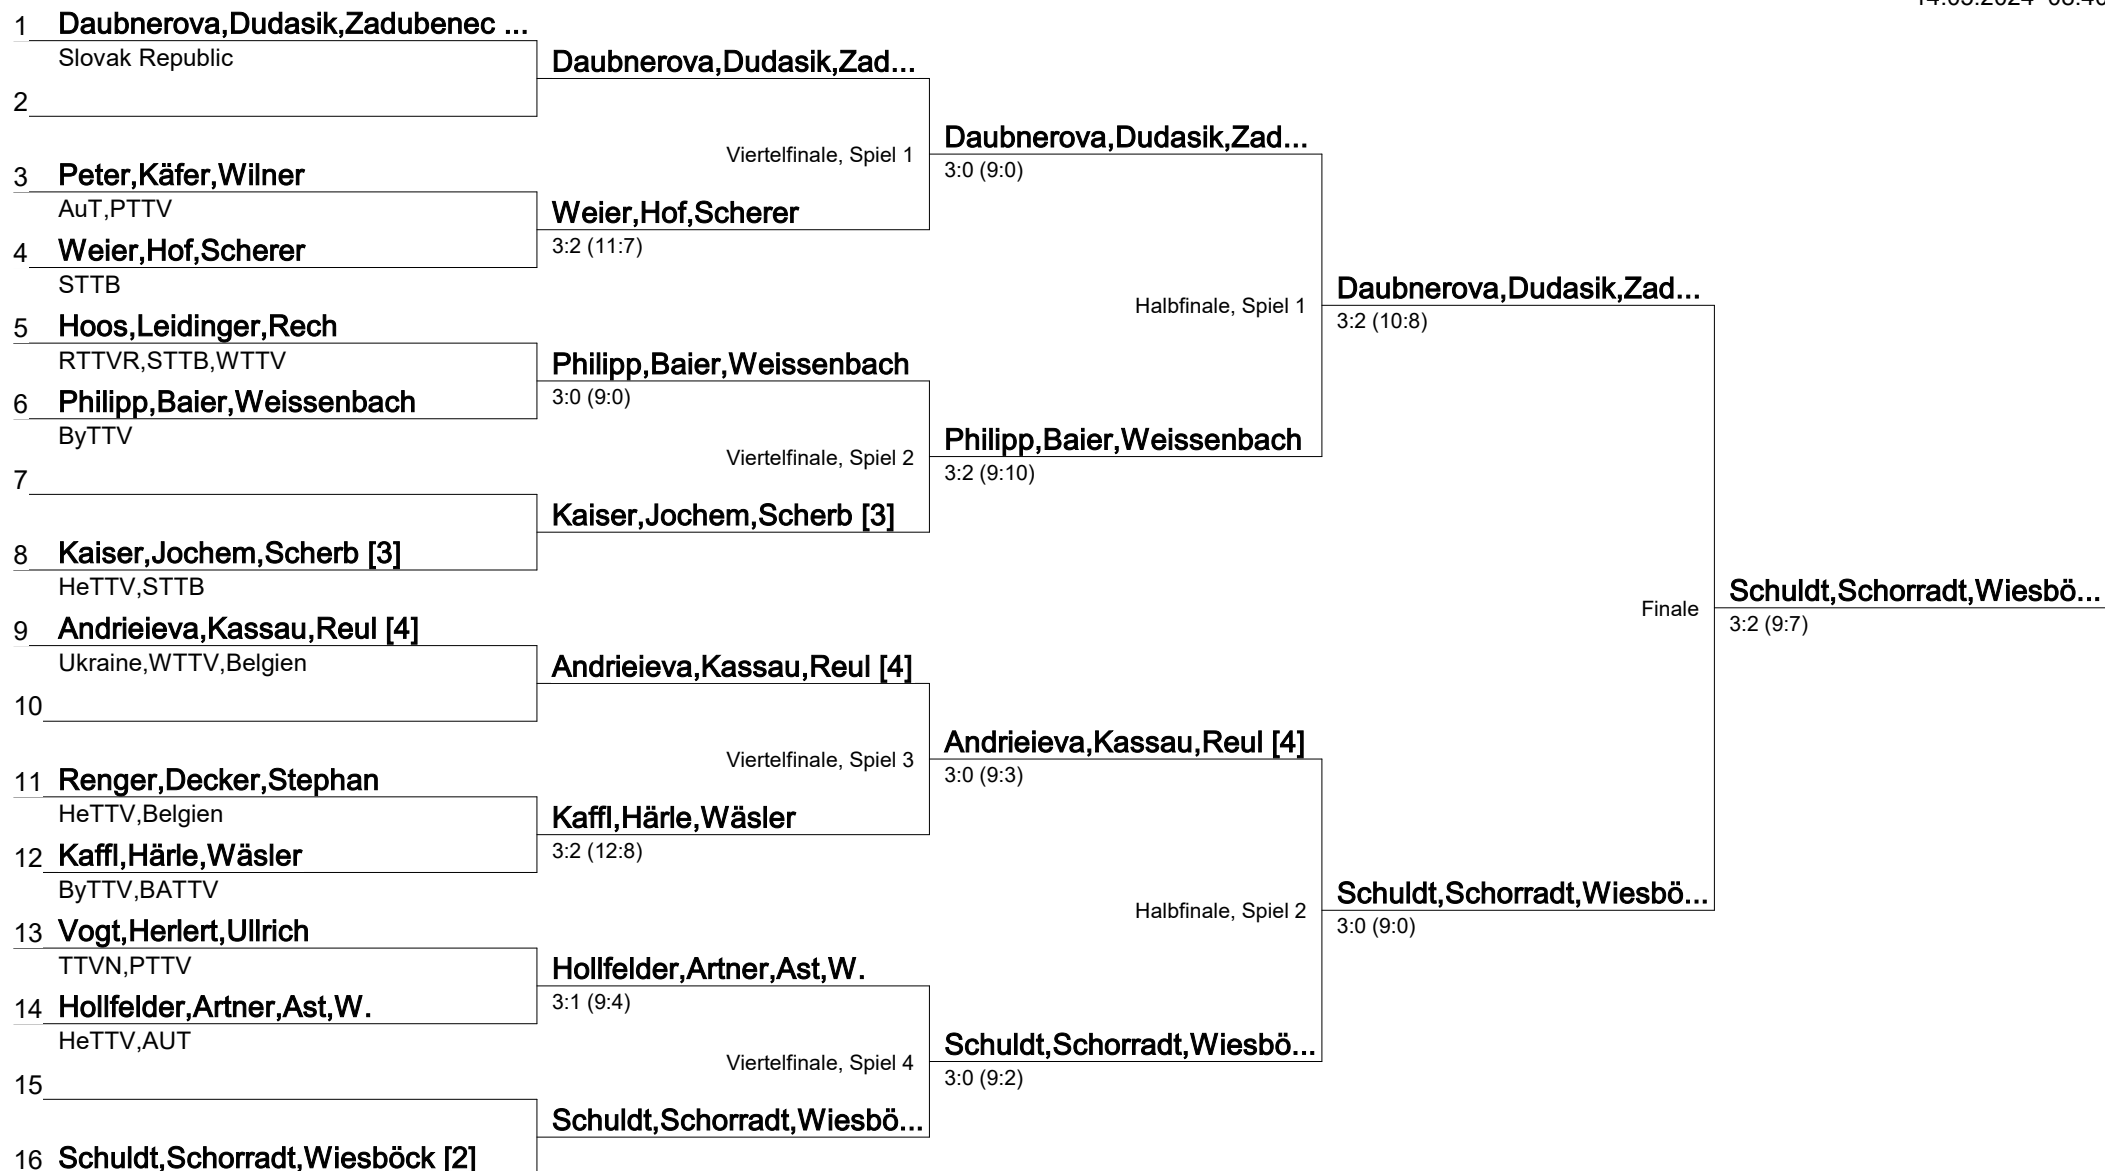 14.05.2024 08:46
1 Daubnerova,Dudasik,Zadubenec ...
Slovak Republic
Daubnerova,Dudasik,Zad...
2
Daubnerova,Dudasik,Zad...
Viertelfinale, Spiel 1
3:0 (9:0)
3 Peter,Käfer,Wilner
AuT,PTTV
Weier,Hof,Scherer
3:2 (11:7)
4 Weier,Hof,Scherer
STTB
Daubnerova,Dudasik,Zad...
Halbfinale, Spiel 1
3:2 (10:8)
5 Hoos,Leidinger,Rech
RTTVR,STTB,WTTV
Philipp,Baier,Weissenbach
3:0 (9:0)
6 Philipp,Baier,Weissenbach
ByTTV
Philipp,Baier,Weissenbach
Viertelfinale, Spiel 2
3:2 (9:10)
7
Kaiser,Jochem,Scherb [3]
8 Kaiser,Jochem,Scherb [3]
HeTTV,STTB
Schuldt,Schorradt,Wiesbö...
Finale
3:2 (9:7)
9 Andrieieva,Kassau,Reul [4]
Ukraine,WTTV,Belgien
Andrieieva,Kassau,Reul [4]
10
Andrieieva,Kassau,Reul [4]
Viertelfinale, Spiel 3
3:0 (9:3)
11 Renger,Decker,Stephan
HeTTV,Belgien
Kaffl,Härle,Wäsler
3:2 (12:8)
12 Kaffl,Härle,Wäsler
ByTTV,BATTV
Schuldt,Schorradt,Wiesbö...
Halbfinale, Spiel 2
3:0 (9:0)
13 Vogt,Herlert,Ullrich
TTVN,PTTV
Hollfelder,Artner,Ast,W.
3:1 (9:4)
14 Hollfelder,Artner,Ast,W.
HeTTV,AUT
Schuldt,Schorradt,Wiesbö...
Viertelfinale, Spiel 4
3:0 (9:2)
15
Schuldt,Schorradt,Wiesbö...
16 Schuldt,Schorradt,Wiesböck [2]